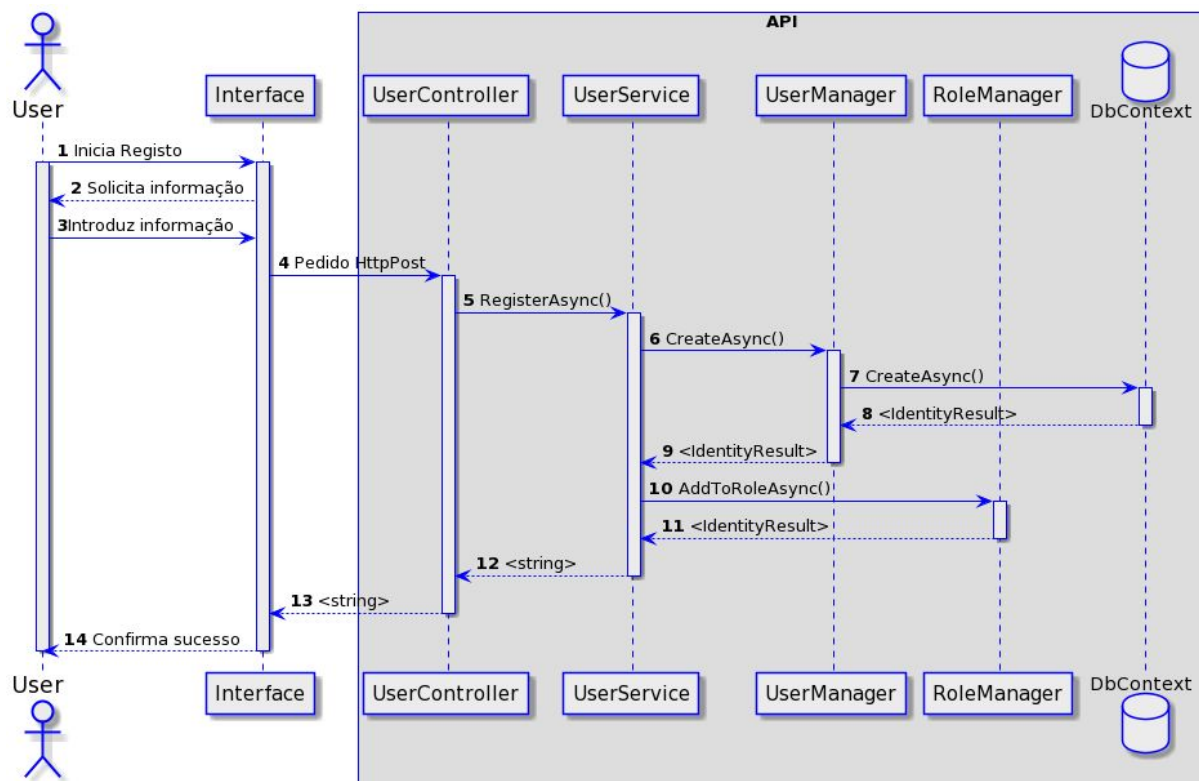 API
User
Interface
UserController
UserService
UserManager
RoleManager
DbContext
1 Inicia Registo
2 Solicita informação
3Introduz informação
4 Pedido HttpPost
5 RegisterAsync()
6 CreateAsync()
7 CreateAsync()
8 <IdentityResult>
9 <IdentityResult>
10 AddToRoleAsync()
11 <IdentityResult>
12 <string>
13 <string>
14 Confirma sucesso
User
Interface
UserController
UserService
UserManager
RoleManager
DbContext